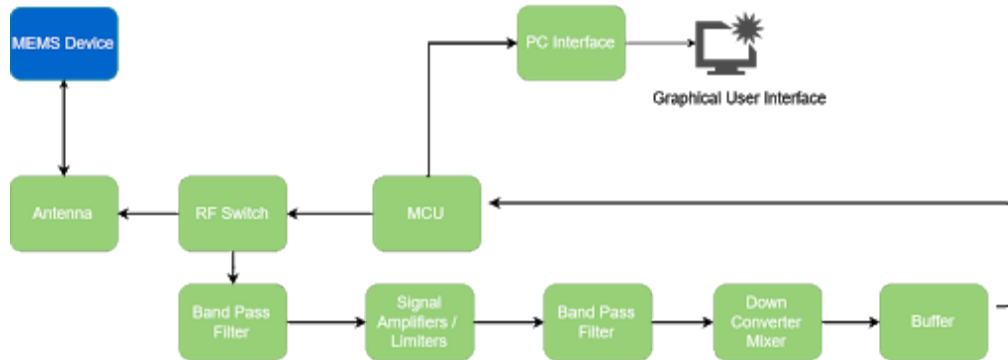 MEMS Device
PC Interface
Graphical User Interface
Antenna
RF Switch
MCU
Band Pass
Filter
Signal
Amplifiers /
Limiters
Band Pass
Filter
Down
Converter
Mixer
Buffer